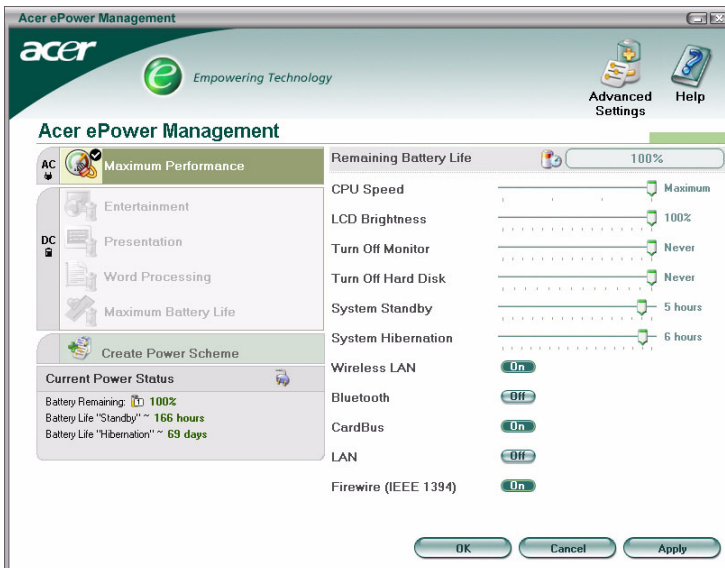 Acer ePower Management
acer
e Empowering Technology
Advanced Settings
Help
Acer ePower Management
AC
Maximum Performance
DC
Entertainment
Presentation
Word Processing
Maximum Battery Life
Create Power Scheme
Current Power Status
Battery Remaining: 1 100%
Battery Life "Standby" ~ 166 hours
Battery Life "Hibernation" ~ 69 days
Remaining Battery Life 100%
CPU Speed Maximum
LCD Brightness 100%
Turn Off Monitor Never
Turn Off Hard Disk Never
System Standby 5 hours
System Hibernation 6 hours
Wireless LAN On
Bluetooth Off
CardBus On
LAN Off
Firewire (IEEE 1394) On
OK Cancel Apply